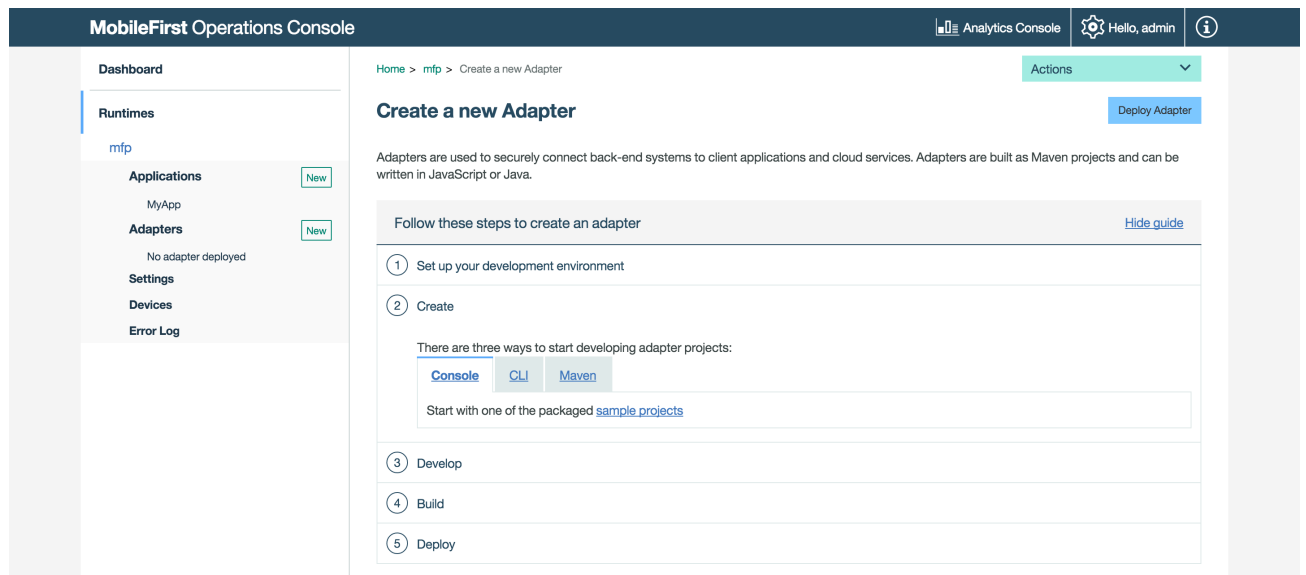 MobileFirst Operations Console
Analytics Console
Hello, admin
Dashboard
Runtimes
mfp
Applications
New
MyApp
Adapters
New
No adapter deployed
Settings
Devices
Error Log
Home > mfp > Create a new Adapter
Actions
Create a new Adapter
Deploy Adapter
Adapters are used to securely connect back-end systems to client applications and cloud services. Adapters are built as Maven projects and can be
written in JavaScript or Java.
Follow these steps to create an adapter
Hide guide
1 Set up your development environment
2 Create
There are three ways to start developing adapter projects:
Console CLI Maven
Start with one of the packaged sample projects
3 Develop
4 Build
5 Deploy